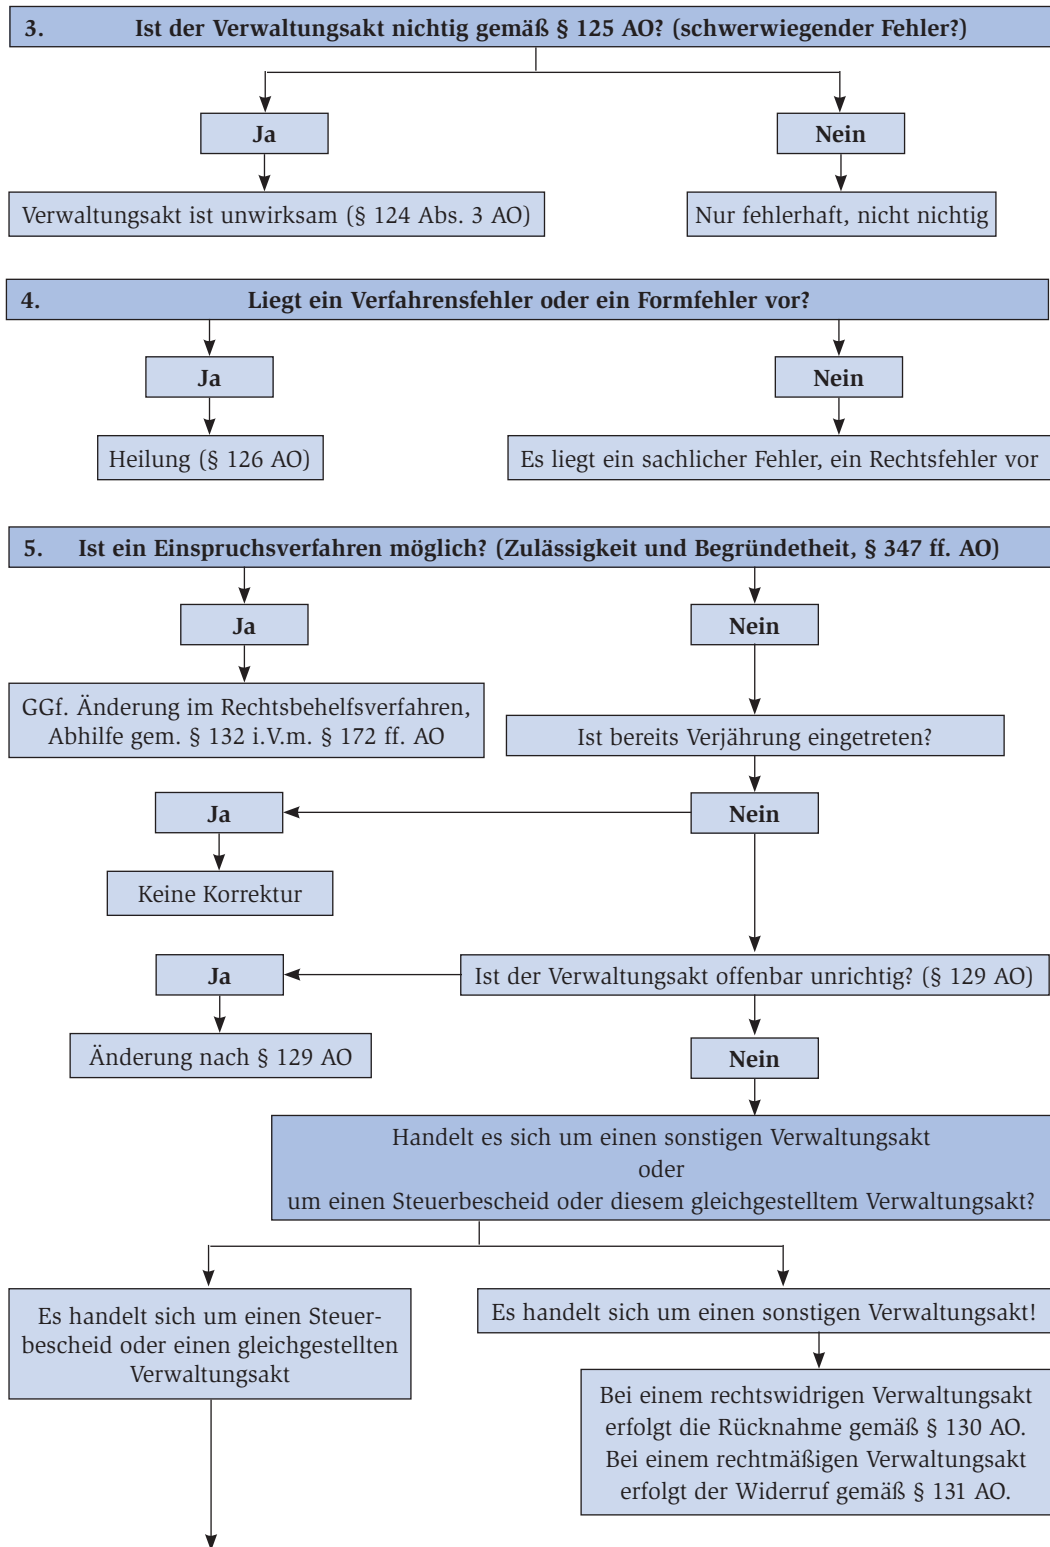 3. Ist der Verwaltungsakt nichtig gemäß § 125 AO? (schwerwiegender Fehler?)
Ja
Nein
Verwaltungsakt ist unwirksam (§ 124 Abs. 3 AO)
Nur fehlerhaft, nicht nichtig
4. Liegt ein Verfahrensfehler oder ein Formfehler vor?
Ja
Nein
Heilung (§ 126 AO)
Es liegt ein sachlicher Fehler, ein Rechtsfehler vor
5. Ist ein Einspruchsverfahren möglich? (Zulässigkeit und Begründetheit, § 347 ff. AO)
Ja
Nein
GGf. Änderung im Rechtsbehelfsverfahren,
Abhilfe gem. § 132 i.V.m. § 172 ff. AO
Ist bereits Verjährung eingetreten?
Ja
Nein
Keine Korrektur
Ja
Ist der Verwaltungsakt offenbar unrichtig? (§ 129 AO)
Änderung nach § 129 AO
Nein
Handelt es sich um einen sonstigen Verwaltungsakt
oder
um einen Steuerbescheid oder diesem gleichgestelltem Verwaltungsakt?
Es handelt sich um einen Steuer-
bescheid oder einen gleichgestellten
Verwaltungsakt
Es handelt sich um einen sonstigen Verwaltungsakt!
Bei einem rechtswidrigen Verwaltungsakt
erfolgt die Rücknahme gemäß § 130 AO.
Bei einem rechtmäßigen Verwaltungsakt
erfolgt der Widerruf gemäß § 131 AO.